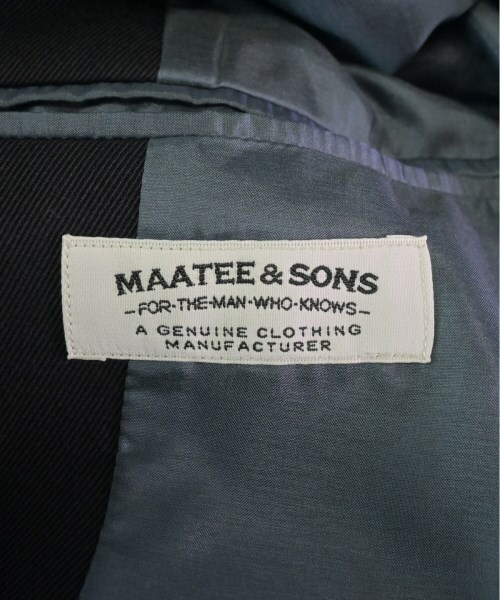 MAATEE & SONS
-FOR·THE·MAN·WHO·KNOWS-
A GENUINE CLOTHING
MANUFACTURER